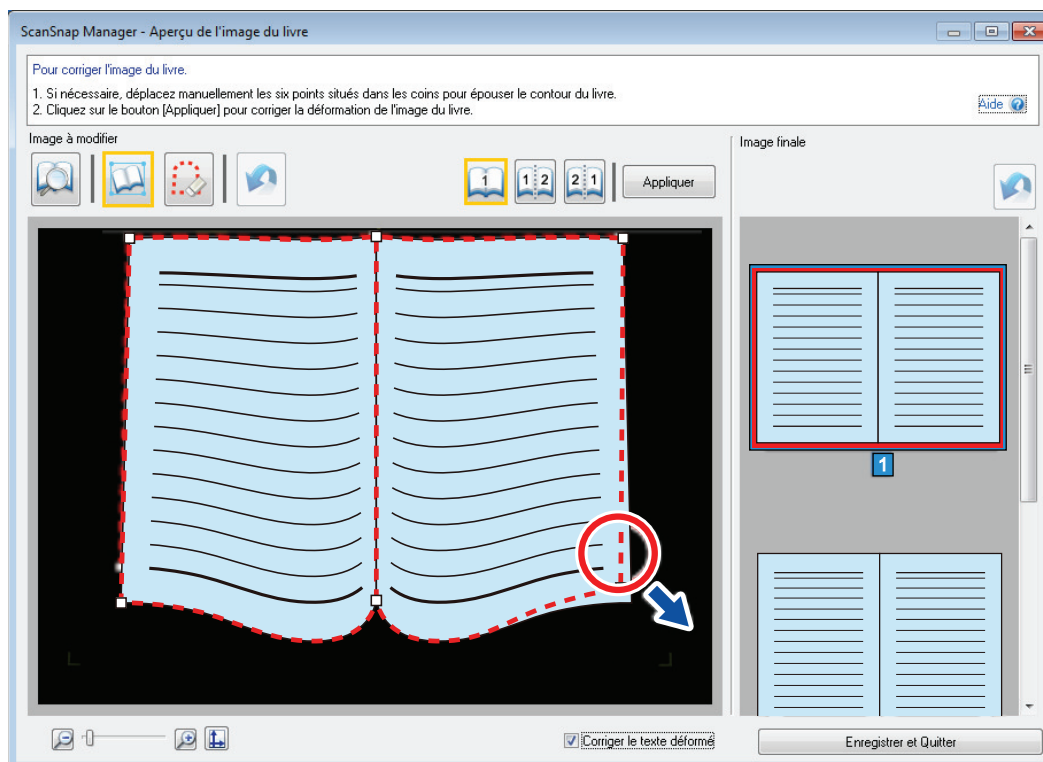 ScanSnap Manager - Aperçu de l'image du livre
Pour corriger l'image du livre.
1. Si nécessaire, déplacez manuellement les six points situés dans les coins pour épouser le contour du livre.
2. Cliquez sur le bouton [Appliquer] pour corriger la déformation de l'image du livre.
Aide
Image à modifier
Image finale
1
1 2
2 1
Appliquer
1
Corriger le texte déformé
Enregistrer et Quitter